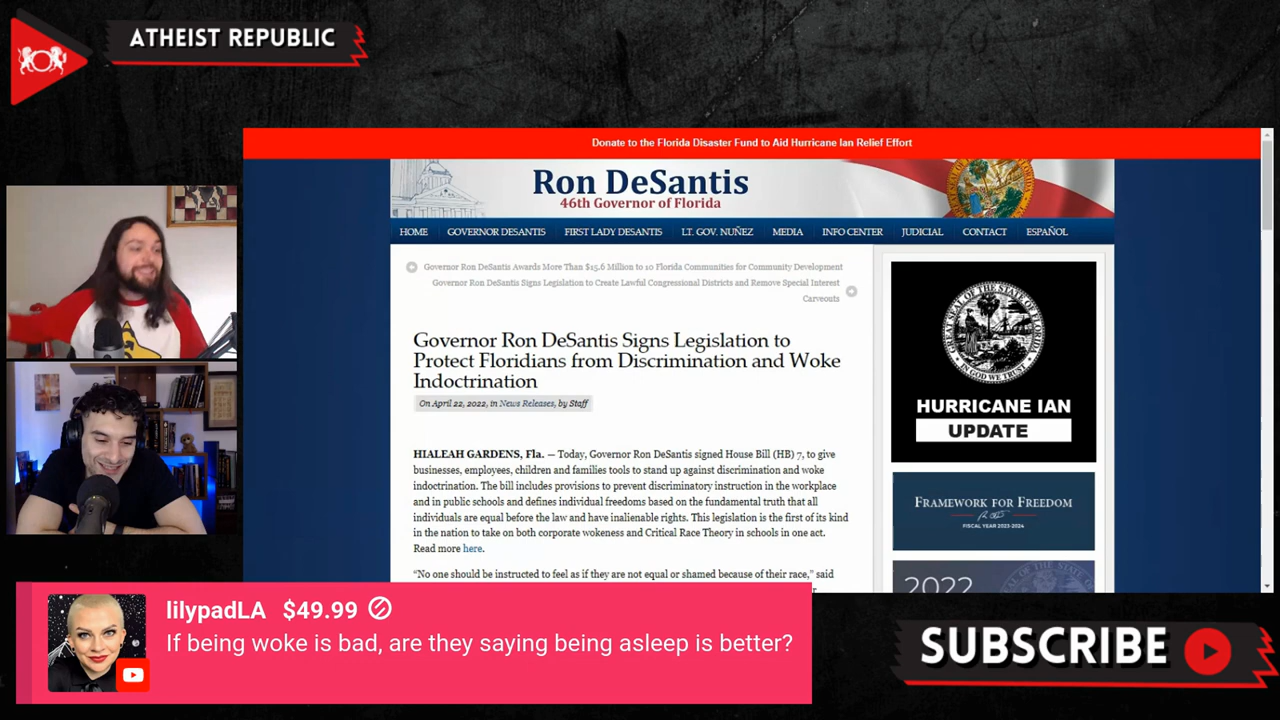 ATHEIST REPUBLIC
Donate to the Florida Disaster Fund to Aid Hurricane Ian Relief Effort
Ron DeSantis
46th Governor of Florida
HOME GOVERNOR DESANTIS FIRST LADY DESANTIS LT. GOV. NUÑEZ MEDIA INFO CENTER JUDICIAL CONTACT ESPAÑOL
Governor Ron DeSantis Awards More Than $15.6 Million to 10 Florida Communities for Community Development
Governor Ron DeSantis Signs Legislation to Create Lawful Congressional Districts and Remove Special Interest
Carveouts
Governor Ron DeSantis Signs Legislation to
Protect Floridians from Discrimination and Woke
Indoctrination
On April 22, 2022, in News Releases, by Staff
HIALEAH GARDENS, Fla. — Today, Governor Ron DeSantis signed House Bill (HB) 7, to give
businesses, employees, children and families tools to stand up against discrimination and woke
indoctrination. The bill includes provisions to prevent discriminatory instruction in the workplace
and in public schools and defines individual freedoms based on the fundamental truth that all
individuals are equal before the law and have inalienable rights. This legislation is the first of its kind
in the nation to take on both corporate wokeness and Critical Race Theory in schools in one act.
Read more here.
“No one should be instructed to feel as if they are not equal or shamed because of their race,” said
GREAT SEAL OF THE STATE OF FLORIDA
IN GOD WE TRUST
HURRICANE IAN
UPDATE
FRAMEWORK FOR FREEDOM
FISCAL YEAR 2023-2024
2022
lilypadLA $49.99
If being woke is bad, are they saying being asleep is better?
SUBSCRIBE